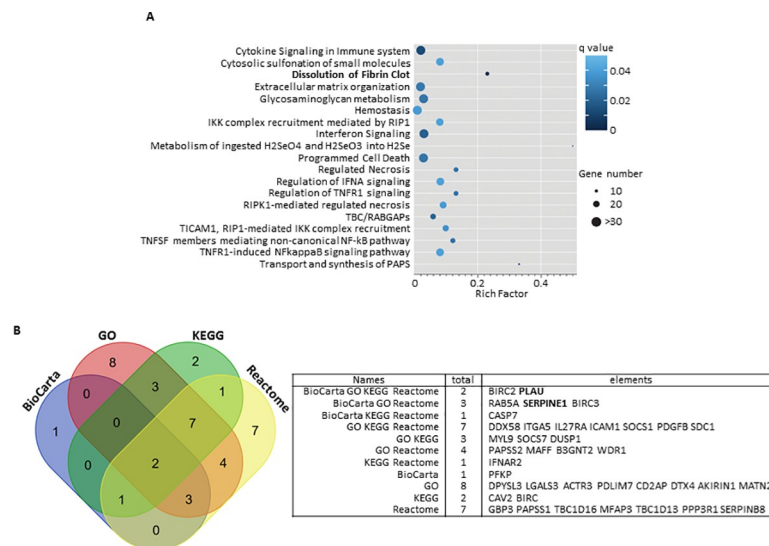 A
Cytokine Signaling in Immune system
Cytosolic sulfonation of small molecules
Dissolution of Fibrin Clot
Extracellular matrix organization
Glycosaminoglycan metabolism
Hemostasis
IKK complex recruitment mediated by RIP1
Interferon Signaling
Metabolism of ingested H2SeO4 and H2SeO3 into H2Se
Programmed Cell Death
Regulated Necrosis
Regulation of IFNA signaling
Regulation of TNFR1 signaling
RIPK1-mediated regulated necrosis
TBC/RABGAPs
TICAM1, RIP1-mediated IKK complex recruitment
TNFSF members mediating non-canonical NF-kB pathway
TNFR1-induced NFkappaB signaling pathway
Transport and synthesis of PAPS
0 0.2 0.4
Rich Factor
q value
0.04
0.02
0
Gene number
10
20
>30
B
BioCarta
GO
KEGG
Reactome
8 2
0 3 1
1 0 7 7
0 2 4
1 3
0
Names total elements
BioCarta GO KEGG Reactome 2 BIRC2 PLAU
BioCarta GO Reactome 3 RAB5A SERPINE1 BIRC3
BioCarta KEGG Reactome 1 CASP7
GO KEGG Reactome 7 DDX58 ITGA5 IL27RA ICAM1 SOCS1 PDGFB SDC1
GO KEGG 3 MYL9 SOCS7 DUSP1
GO Reactome 4 PAPSS2 MAFF B3GNT2 WDR1
KEGG Reactome 1 IFNAR2
BioCarta 1 PFKP
GO 8 DPYSL3 LGALS3 ACTR3 PDLIM7 CD2AP DTX4 AKIRIN1 MATN2
KEGG 2 CAV2 BIRC
Reactome 7 GBP3 PAPSS1 TBC1D16 MFAP3 TBC1D13 PPP3R1 SERPINB8